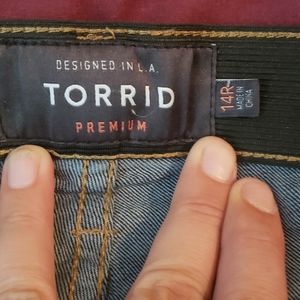 DESIGNED IN L.A.
TORRID
PREMIUM
14R
MADE IN
CHINA